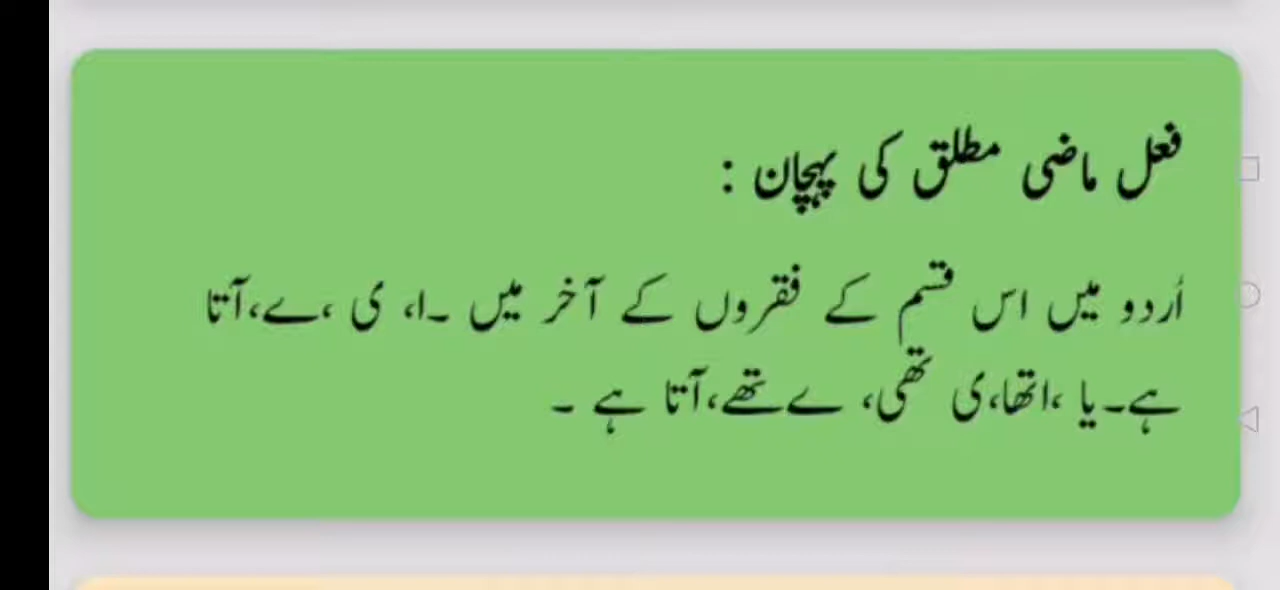 فعل ماضی مطلق کی پہچان :
اُردو میں اس قسم کے فقروں کے آخر میں ۔ا، ی ،ے،آتا
ہے۔یا ،اتھا،ی تھی، ےتھے،آتا ہے ۔